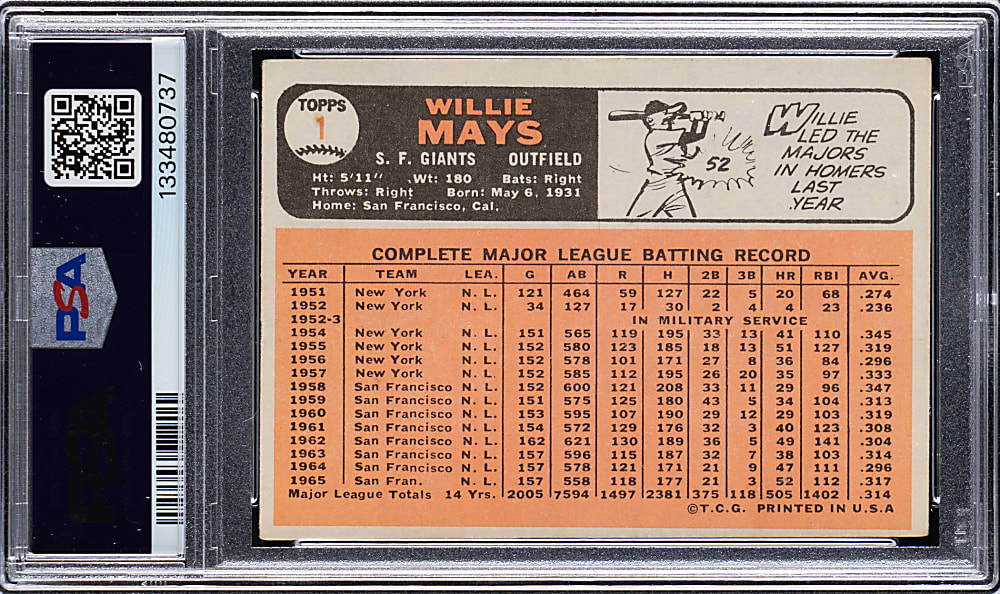 133480737
PSA
TOPPS
1
WILLIE
MAYS
S. F. GIANTS OUTFIELD
Ht: 5'11" Wt: 180 Bats: Right
Throws: Right Born: May 6, 1931
Home: San Francisco, Cal.
52
WILLIE
LED THE
MAJORS
IN HOMERS
LAST
YEAR
COMPLETE MAJOR LEAGUE BATTING RECORD
YEAR TEAM LEA. G AB R H 2B 3B HR RBI AVG.
1951 New York N. L. 121 464 59 127 22 5 20 68 .274
1952 New York N. L. 34 127 17 30 2 4 4 23 .236
1952-3 IN MILITARY SERVICE
1954 New York N. L. 151 565 119 195 33 13 41 110 .345
1955 New York N. L. 152 580 123 185 18 13 51 127 .319
1956 New York N. L. 152 578 101 171 27 8 36 84 .296
1957 New York N. L. 152 585 112 195 26 20 35 97 .333
1958 San Francisco N. L. 152 600 121 208 33 11 29 96 .347
1959 San Francisco N. L. 151 575 125 180 43 5 34 104 .313
1960 San Francisco N. L. 153 595 107 190 29 12 29 103 .319
1961 San Francisco N. L. 154 572 129 176 32 3 40 123 .308
1962 San Francisco N. L. 162 621 130 189 36 5 49 141 .304
1963 San Francisco N. L. 157 596 115 187 32 7 38 103 .314
1964 San Francisco N. L. 157 578 121 171 21 9 47 111 .296
1965 San Fran. N. L. 157 558 118 177 21 3 52 112 .317
Major League Totals 14 Yrs. 2005 7594 1497 2381 375 118 505 1402 .314
©T.C.G. PRINTED IN U.S.A
PSA